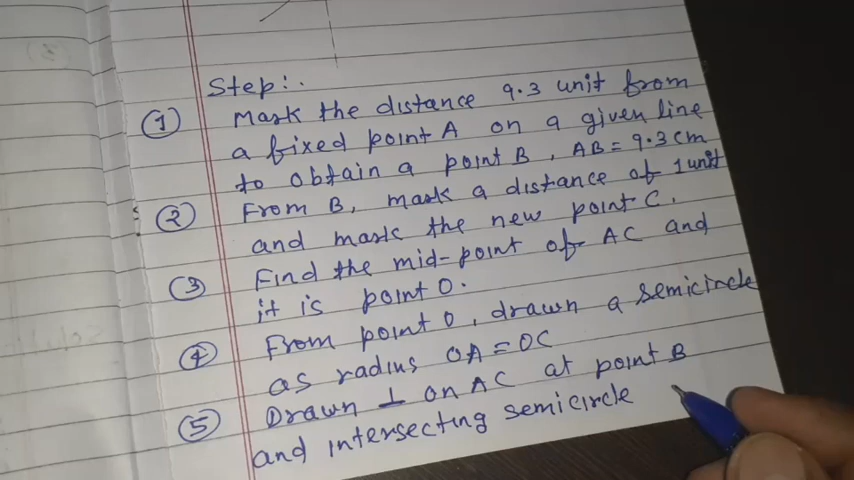 Step:.
(1) Mark the distance 9.3 unit from
a fixed point A on a given line
to obtain a point B, AB = 9.3 cm
(2) From B, mark a distance of 1 unit
and mark the new point C.
(3) Find the mid-point of AC and
it is point O.
(4) From point O, drawn a semicircle
as radius OA = OC
(5) Drawn ⊥ on AC at point B
and intersecting semicircle